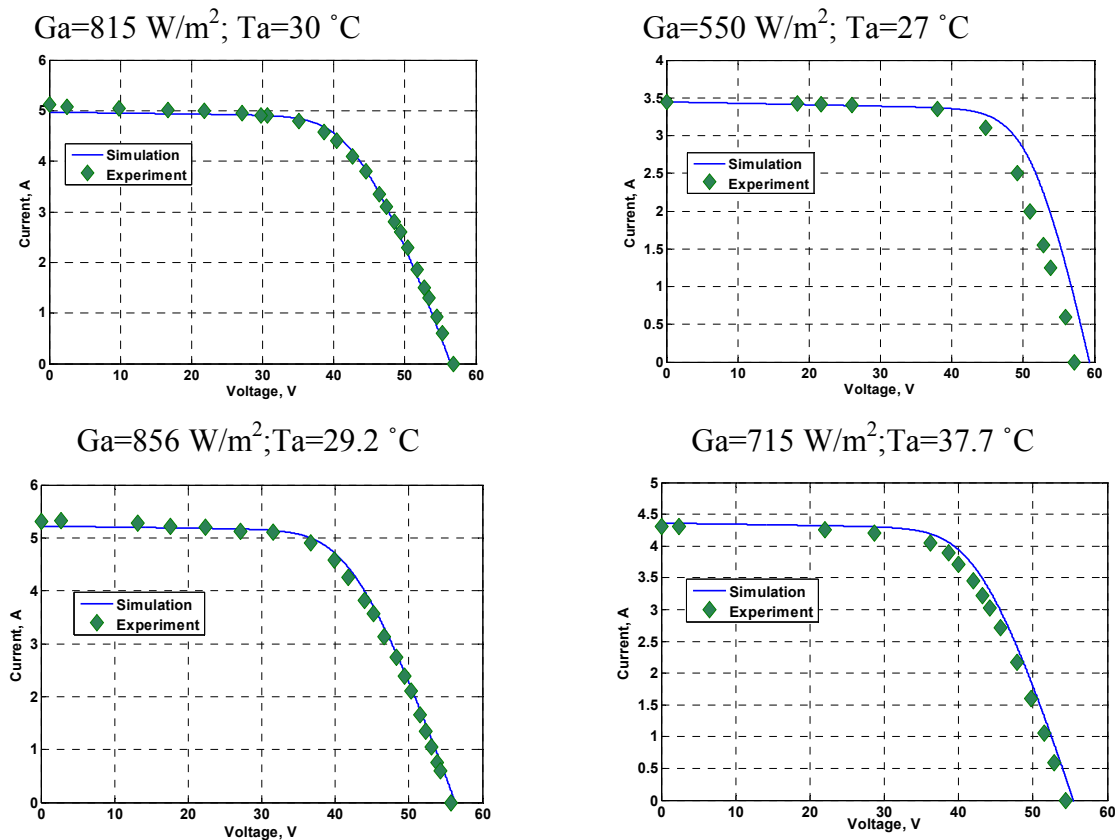 Ga=815 W/m²; Ta=30 ˚C
6
5
4
3
2
1
0
Current, A
Simulation
Experiment
0 10 20 30 40 50 60
Voltage, V
Ga=550 W/m²; Ta=27 ˚C
4
3.5
3
2.5
2
1.5
1
0.5
0
Current, A
Simulation
Experiment
0 10 20 30 40 50 60
Voltage, V
Ga=856 W/m²;Ta=29.2 ˚C
6
5
4
3
2
1
0
Current, A
Simulation
Experiment
0 10 20 30 40 50 60
Voltage, V
Ga=715 W/m²;Ta=37.7 ˚C
5
4.5
4
3.5
3
2.5
2
1.5
1
0.5
0
Current, A
Simulation
Experiment
0 10 20 30 40 50 60
Voltage, V